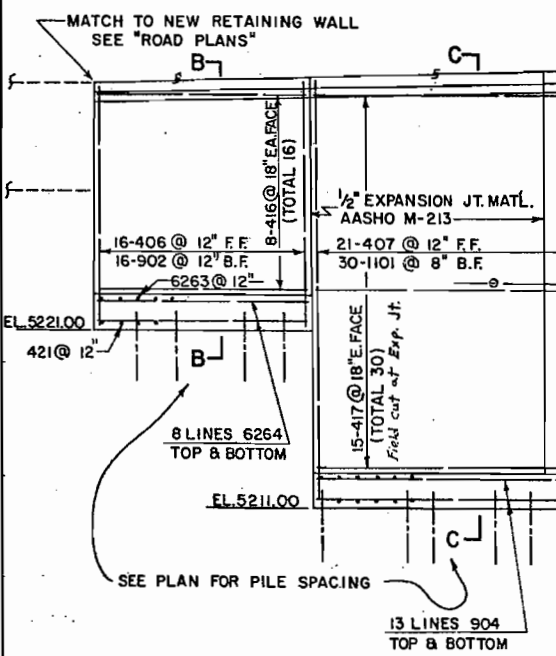 MATCH TO NEW RETAINING WALL
SEE "ROAD PLANS"
B
C
8-416@ 18" EA.FACE
(TOTAL 16)
1/2" EXPANSION JT. MAT'L.
AASHO M-213
16-406 @ 12" F.F.
16-902 @ 12" B.F.
6263@ 12"
21-407 @ 12" F.F.
30-1101 @ 8" B.F.
EL.5221.00
421@ 12"
B
15-417@18"E.FACE
(TOTAL 30)
Field cut at Exp. Jt.
8 LINES 6264
TOP & BOTTOM
EL.5211.00
C
SEE PLAN FOR PILE SPACING
13 LINES 904
TOP & BOTTOM